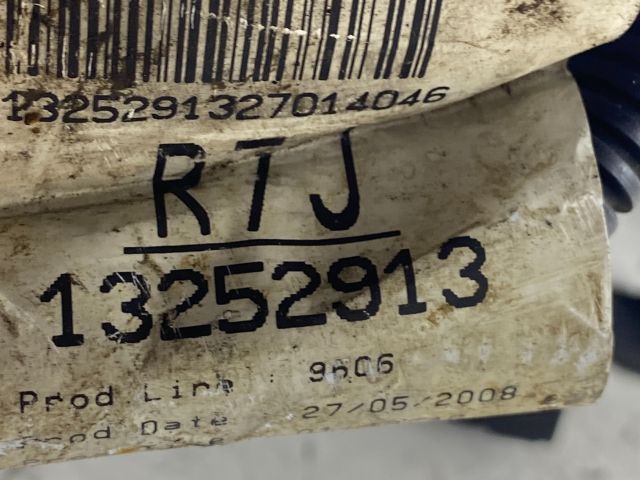 1325291327014046
RTJ
13252913
Prod Line : 9606
Prod Date 27/05/2008